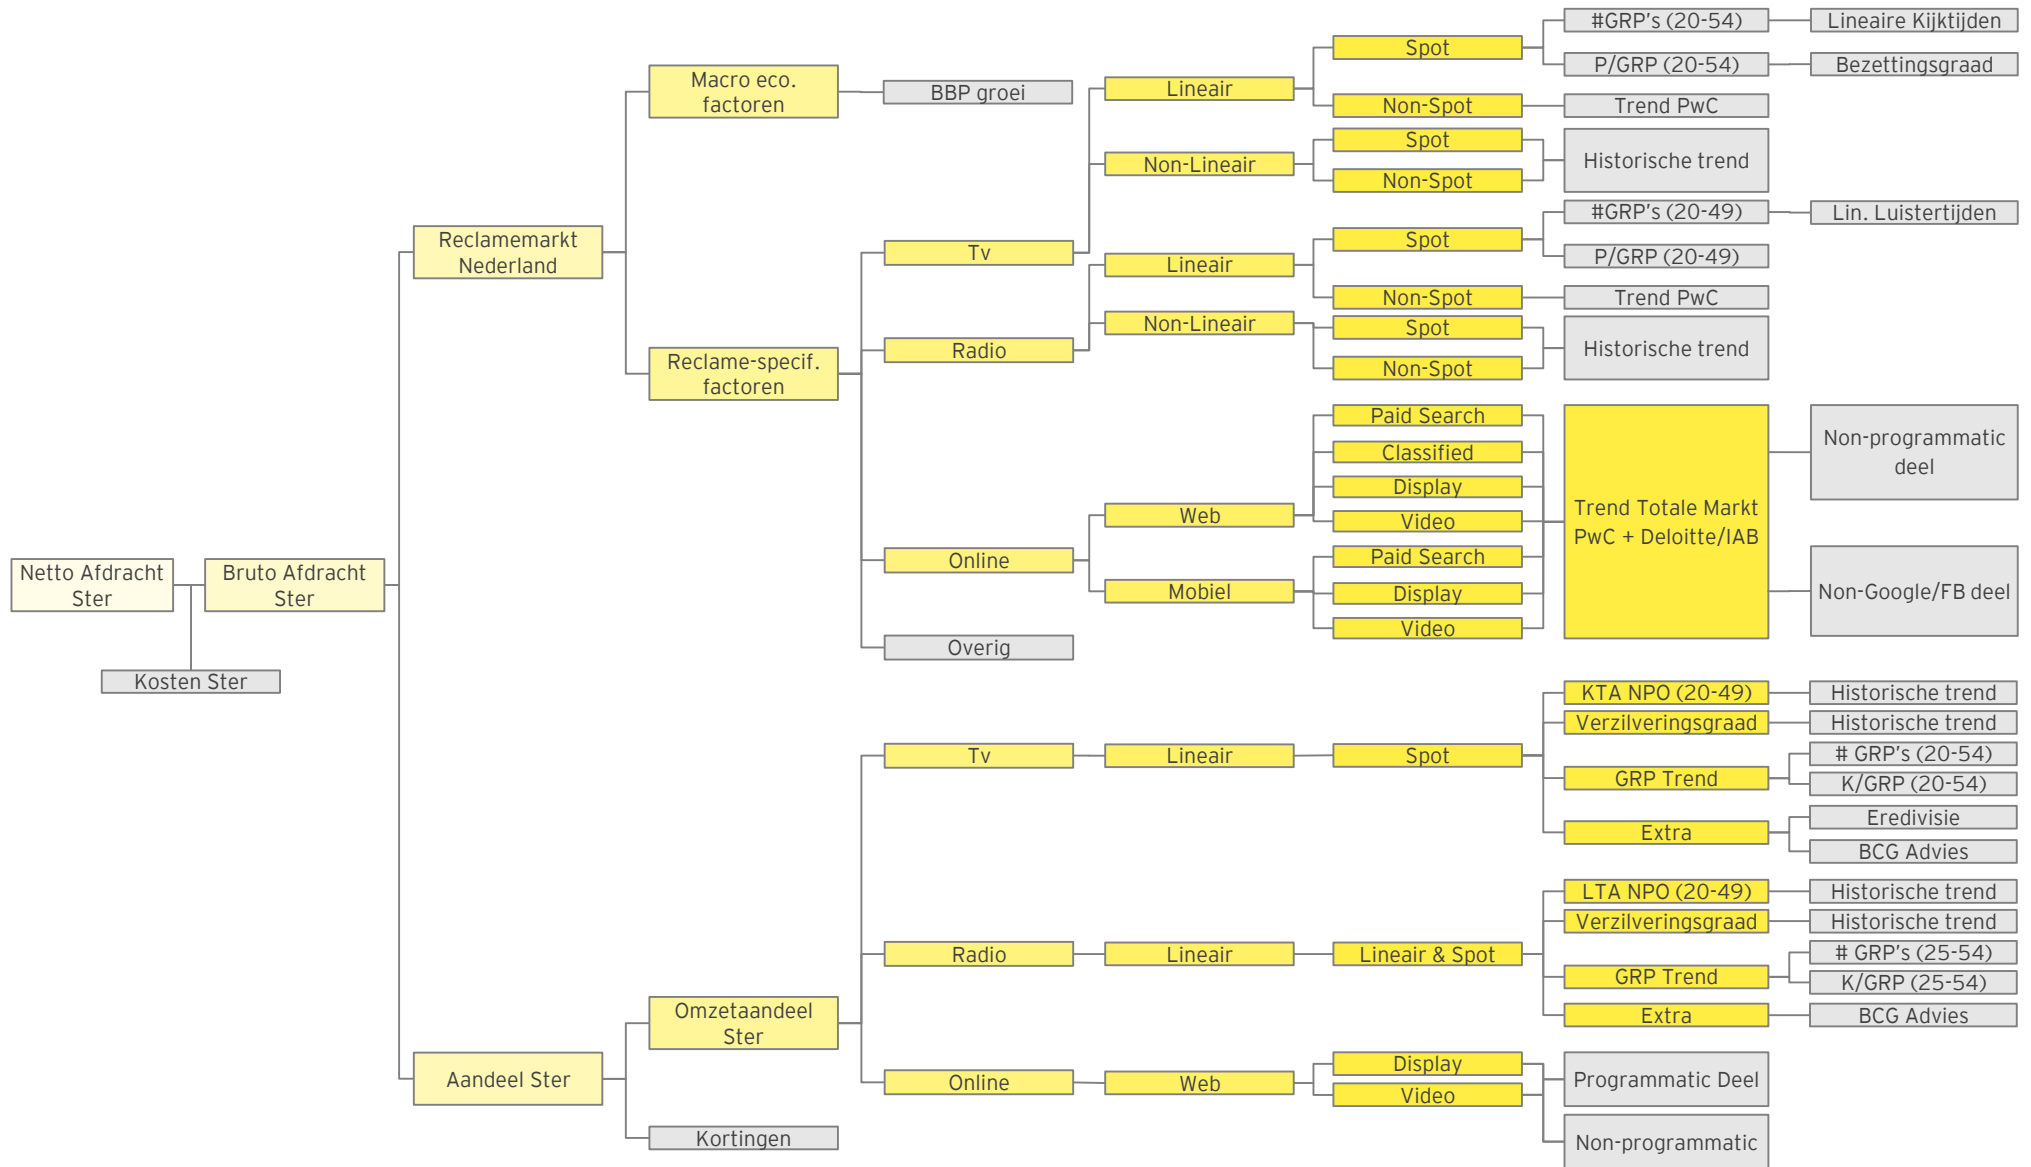 #GRP's (20-54)
Lineaire Kijktijden
Spot
P/GRP (20-54)
Bezettingsgraad
Macro eco.
factoren
BBP groei
Lineair
Non-Spot
Trend PwC
Spot
Non-Lineair
Historische trend
Non-Spot
#GRP's (20-49)
Lin. Luistertijden
Reclamemarkt
Nederland
Tv
Spot
P/GRP (20-49)
Lineair
Non-Spot
Trend PwC
Non-Lineair
Spot
Radio
Historische trend
Reclame-specif.
factoren
Non-Spot
Paid Search
Classified
Non-programmatic
deel
Display
Web
Video
Trend Totale Markt
PwC + Deloitte/IAB
Paid Search
Online
Mobiel
Display
Non-Google/FB deel
Video
Netto Afdracht
Ster
Bruto Afdracht
Ster
Overig
Kosten Ster
KTA NPO (20-49)
Historische trend
Verzilveringsgraad
Historische trend
Tv
Lineair
Spot
# GRP's (20-54)
GRP Trend
K/GRP (20-54)
Eredivisie
Extra
BCG Advies
LTA NPO (20-49)
Historische trend
Verzilveringsgraad
Historische trend
Radio
Lineair
Lineair & Spot
# GRP's (25-54)
GRP Trend
K/GRP (25-54)
Omzetaandeel
Ster
Extra
BCG Advies
Aandeel Ster
Online
Web
Display
Programmatic Deel
Video
Kortingen
Non-programmatic